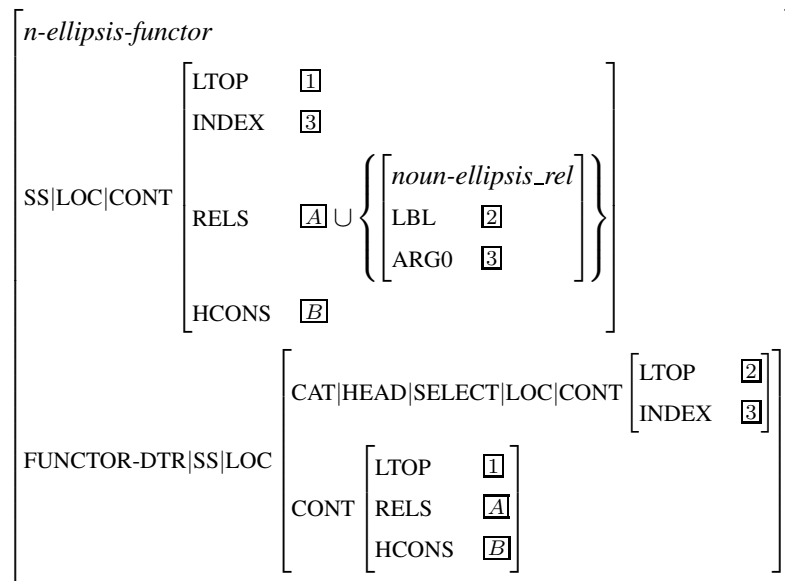 n-ellipsis-functor
SS|LOC|CONT
LTOP 1
INDEX 3
RELS A ∪ { noun-ellipsis_rel
LBL 2
ARG0 3 }
HCONS B
FUNCTOR-DTR|SS|LOC
CAT|HEAD|SELECT|LOC|CONT
LTOP 2
INDEX 3
CONT
LTOP 1
RELS A
HCONS B